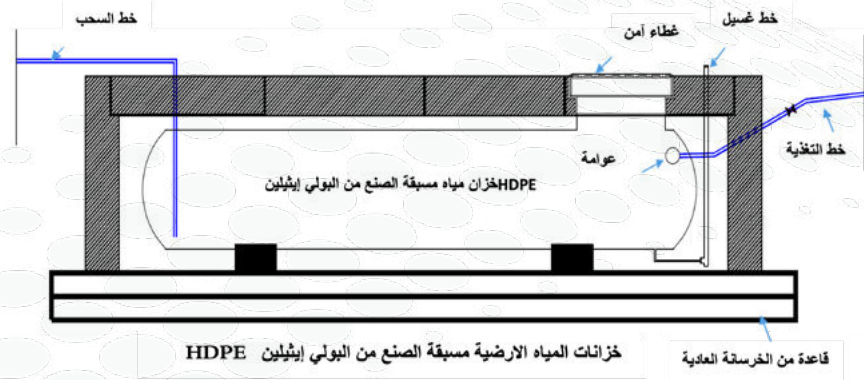 خط السحب
غطاء آمن
خط غسيل
خط التغذية
عوامة
HDPEخزان مياه مسبقة الصنع من البولي إيثيلين
خزانات المياه الارضية مسبقة الصنع من البولي إيثيلين HDPE
قاعدة من الخرسانة العادية